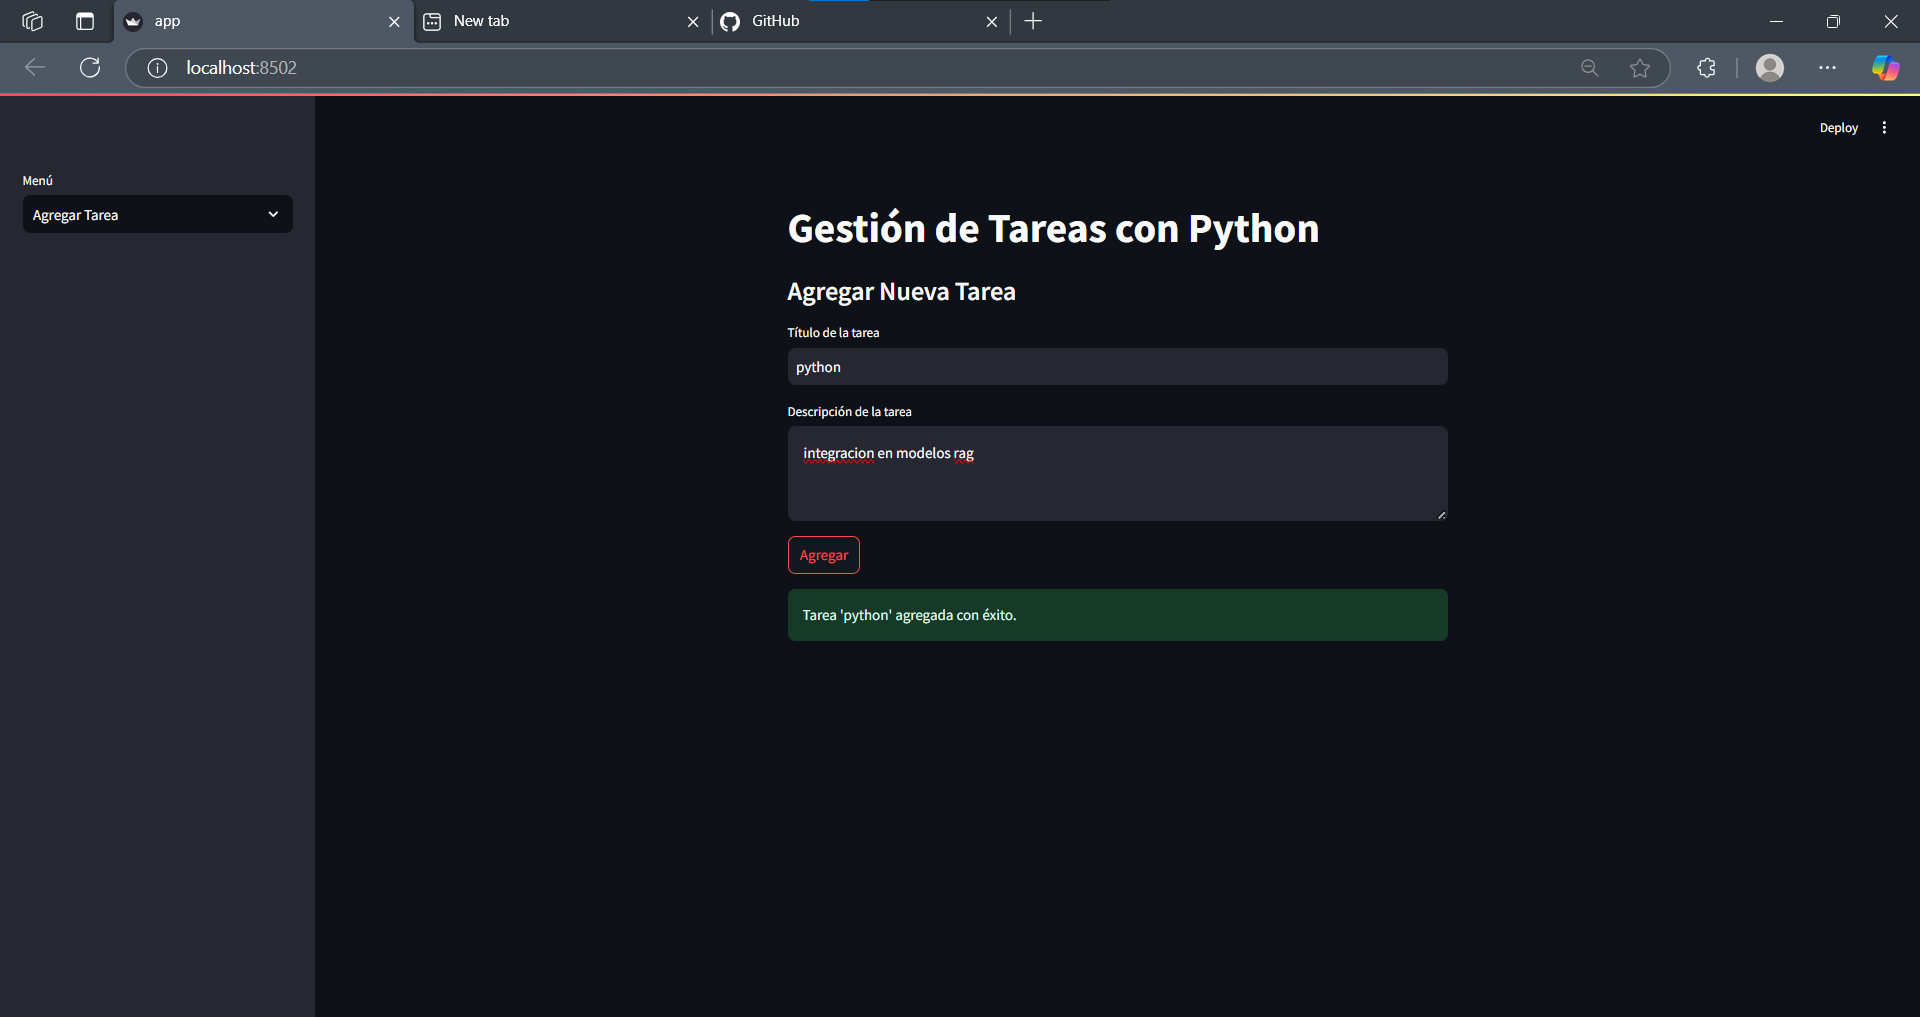 app
New tab
GitHub
localhost:8502
Deploy
Menú
Agregar Tarea
Gestión de Tareas con Python
Agregar Nueva Tarea
Título de la tarea
python
Descripción de la tarea
integracion en modelos rag
Agregar
Tarea 'python' agregada con éxito.